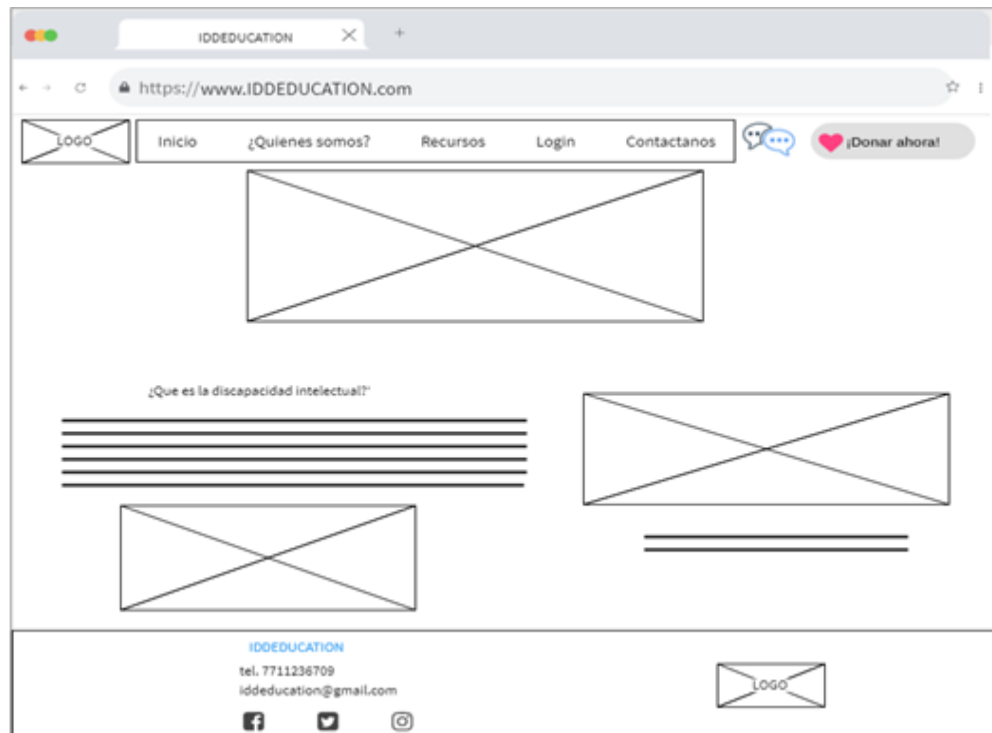 IDDEDUCATION
https://www.IDDEDUCATION.com
LOGO Inicio ¿Quienes somos? Recursos Login Contactanos ¡Donar ahora!
¿Que es la discapacidad intelectual?"
IDDEDUCATION
tel. 7711236709
iddeducation@gmail.com
LOGO